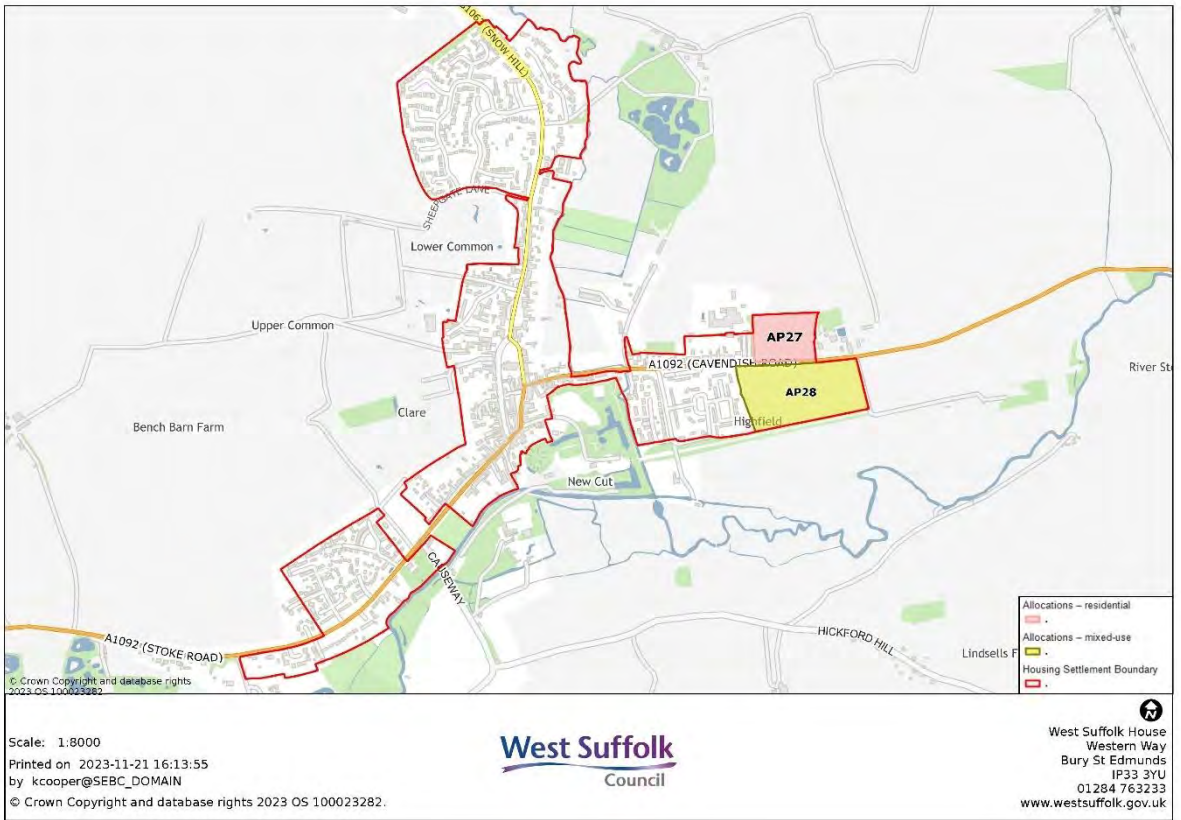 (SNOW HILL)
SHEEPGATE LANE
Lower Common
Upper Common
AP27
A1092 (CAVENDISH ROAD)
AP28
River St
Clare
Highfield
Bench Barn Farm
New Cut
CAUSEWAY
A1092 (STOKE ROAD)
HICKFORD HILL
Lindsells F
Allocations – residential
Allocations – mixed-use
Housing Settlement Boundary
© Crown Copyright and database rights
2023 OS 100023282
N
Scale: 1:8000
Printed on 2023-11-21 16:13:55
by kcooper@SEBC_DOMAIN
© Crown Copyright and database rights 2023 OS 100023282.
West Suffolk
Council
West Suffolk House
Western Way
Bury St Edmunds
IP33 3YU
01284 763233
www.westsuffolk.gov.uk